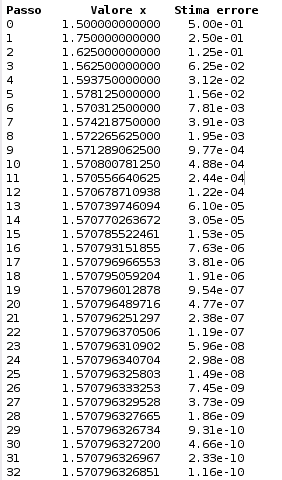 Passo Valore x Stima errore
0 1.500000000000 5.00e-01
1 1.750000000000 2.50e-01
2 1.625000000000 1.25e-01
3 1.562500000000 6.25e-02
4 1.593750000000 3.12e-02
5 1.578125000000 1.56e-02
6 1.570312500000 7.81e-03
7 1.574218750000 3.91e-03
8 1.572265625000 1.95e-03
9 1.571289062500 9.77e-04
10 1.570800781250 4.88e-04
11 1.570556640625 2.44e-04
12 1.570678710938 1.22e-04
13 1.570739746094 6.10e-05
14 1.570770263672 3.05e-05
15 1.570785522461 1.53e-05
16 1.570793151855 7.63e-06
17 1.570796966553 3.81e-06
18 1.570795059204 1.91e-06
19 1.570796012878 9.54e-07
20 1.570796489716 4.77e-07
21 1.570796251297 2.38e-07
22 1.570796370506 1.19e-07
23 1.570796310902 5.96e-08
24 1.570796340704 2.98e-08
25 1.570796325803 1.49e-08
26 1.570796333253 7.45e-09
27 1.570796329528 3.73e-09
28 1.570796327665 1.86e-09
29 1.570796326734 9.31e-10
30 1.570796327200 4.66e-10
31 1.570796326967 2.33e-10
32 1.570796326851 1.16e-10